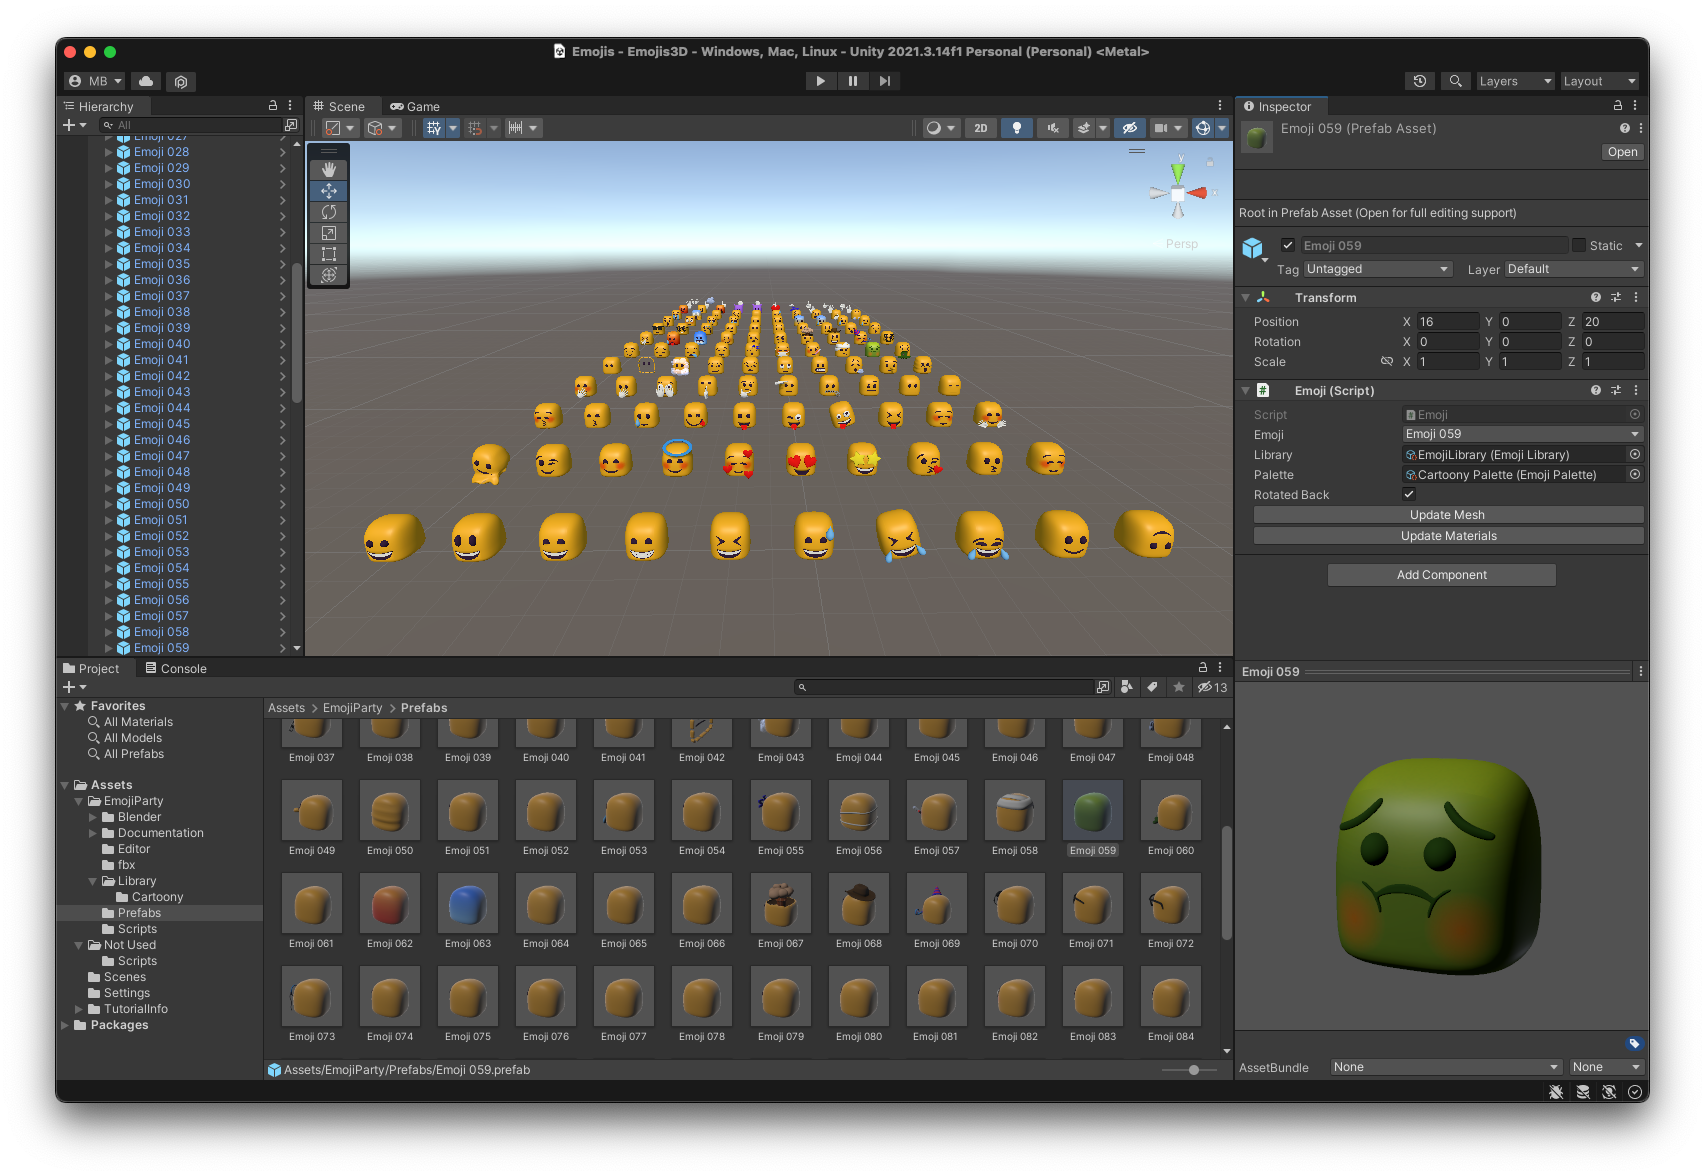 Emojis - Emojis3D - Windows, Mac, Linux - Unity 2021.3.14f1 Personal (Personal) <Metal>
MB
Layers
Layout
Hierarchy
All
Emoji 027
Emoji 028
Emoji 029
Emoji 030
Emoji 031
Emoji 032
Emoji 033
Emoji 034
Emoji 035
Emoji 036
Emoji 037
Emoji 038
Emoji 039
Emoji 040
Emoji 041
Emoji 042
Emoji 043
Emoji 044
Emoji 045
Emoji 046
Emoji 047
Emoji 048
Emoji 049
Emoji 050
Emoji 051
Emoji 052
Emoji 053
Emoji 054
Emoji 055
Emoji 056
Emoji 057
Emoji 058
Emoji 059
Scene
Game
2D
y
x
Persp
Inspector
Emoji 059 (Prefab Asset)
Open
Root in Prefab Asset (Open for full editing support)
Emoji 059
Static
Tag Untagged
Layer Default
Transform
Position X 16 Y 0 Z 20
Rotation X 0 Y 0 Z 0
Scale X 1 Y 1 Z 1
Emoji (Script)
Script Emoji
Emoji Emoji 059
Library EmojiLibrary (Emoji Library)
Palette Cartoony Palette (Emoji Palette)
Rotated Back
Update Mesh
Update Materials
Add Component
Emoji 059
AssetBundle None None
Project
Console
13
Favorites
All Materials
All Models
All Prefabs
Assets
EmojiParty
Blender
Documentation
Editor
fbx
Library
Cartoony
Prefabs
Scripts
Not Used
Scripts
Scenes
Settings
TutorialInfo
Packages
Assets > EmojiParty > Prefabs
Emoji 037 Emoji 038 Emoji 039 Emoji 040 Emoji 041 Emoji 042 Emoji 043 Emoji 044 Emoji 045 Emoji 046 Emoji 047 Emoji 048
Emoji 049 Emoji 050 Emoji 051 Emoji 052 Emoji 053 Emoji 054 Emoji 055 Emoji 056 Emoji 057 Emoji 058 Emoji 059 Emoji 060
Emoji 061 Emoji 062 Emoji 063 Emoji 064 Emoji 065 Emoji 066 Emoji 067 Emoji 068 Emoji 069 Emoji 070 Emoji 071 Emoji 072
Emoji 073 Emoji 074 Emoji 075 Emoji 076 Emoji 077 Emoji 078 Emoji 079 Emoji 080 Emoji 081 Emoji 082 Emoji 083 Emoji 084
Assets/EmojiParty/Prefabs/Emoji 059.prefab